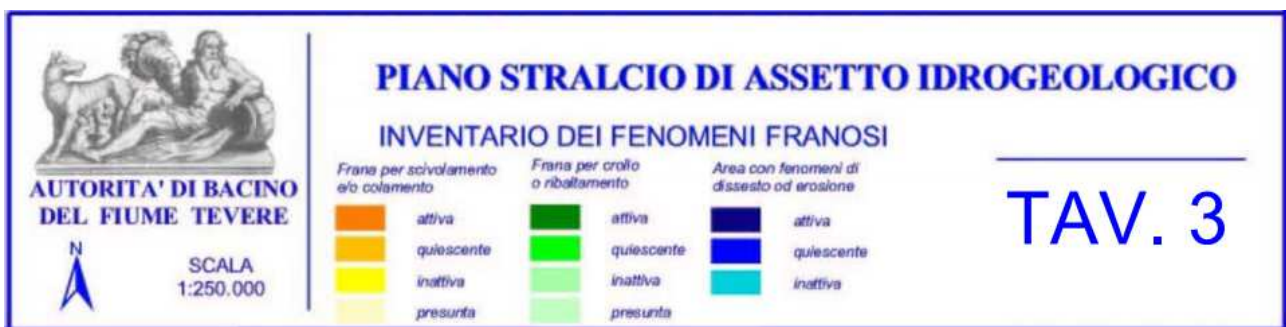 AUTORITA' DI BACINO
DEL FIUME TEVERE
N
SCALA
1:250.000
PIANO STRALCIO DI ASSETTO IDROGEOLOGICO
INVENTARIO DEI FENOMENI FRANOSI
Frana per scivolamento
e/o colamento
attiva
quiescente
inattiva
presunta
Frana per crollo
o ribaltamento
attiva
quiescente
inattiva
presunta
Area con fenomeni di
dissesto od erosione
attiva
quiescente
inattiva
TAV. 3